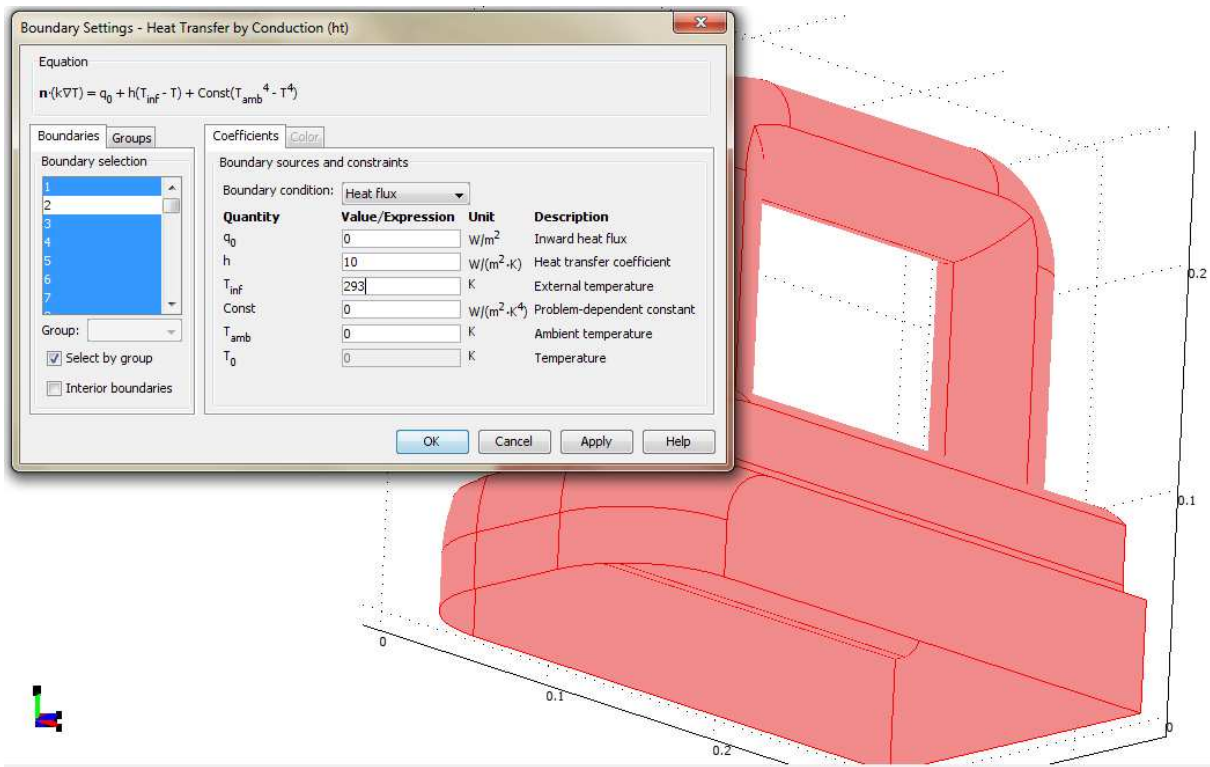 Boundary Settings - Heat Transfer by Conduction (ht)
x
Equation
n·(k∇T) = q₀ + h(T_inf - T) + Const(T_amb⁴ - T⁴)
Boundaries Groups
Boundary selection
1
2
3
4
5
6
7
Group:
Select by group
Interior boundaries
Coefficients Color
Boundary sources and constraints
Boundary condition: Heat flux
Quantity Value/Expression Unit Description
q₀ 0 W/m² Inward heat flux
h 10 W/(m²·K) Heat transfer coefficient
T_inf 293 K External temperature
Const 0 W/(m²·K⁴) Problem-dependent constant
T_amb 0 K Ambient temperature
T₀ 0 K Temperature
OK Cancel Apply Help
0.2
0.1
0
0
0.1
0.2